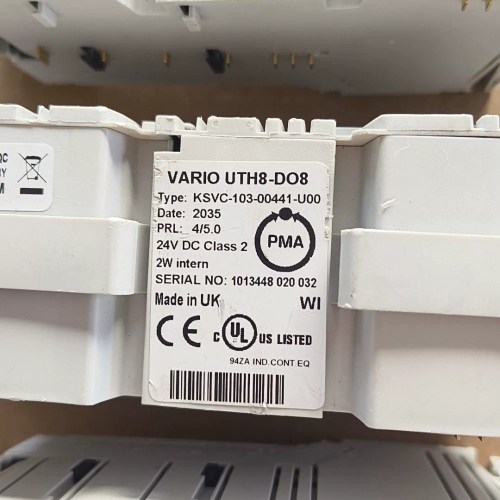 QC
BY
M
VARIO UTH8-DO8
Type: KSVC-103-00441-U00
Date: 2035
PRL: 4/5.0
24V DC Class 2
2W intern
PMA
SERIAL NO: 1013448 020 032
Made in UK
WI
CE
C UL US LISTED
94ZA IND.CONT EQ